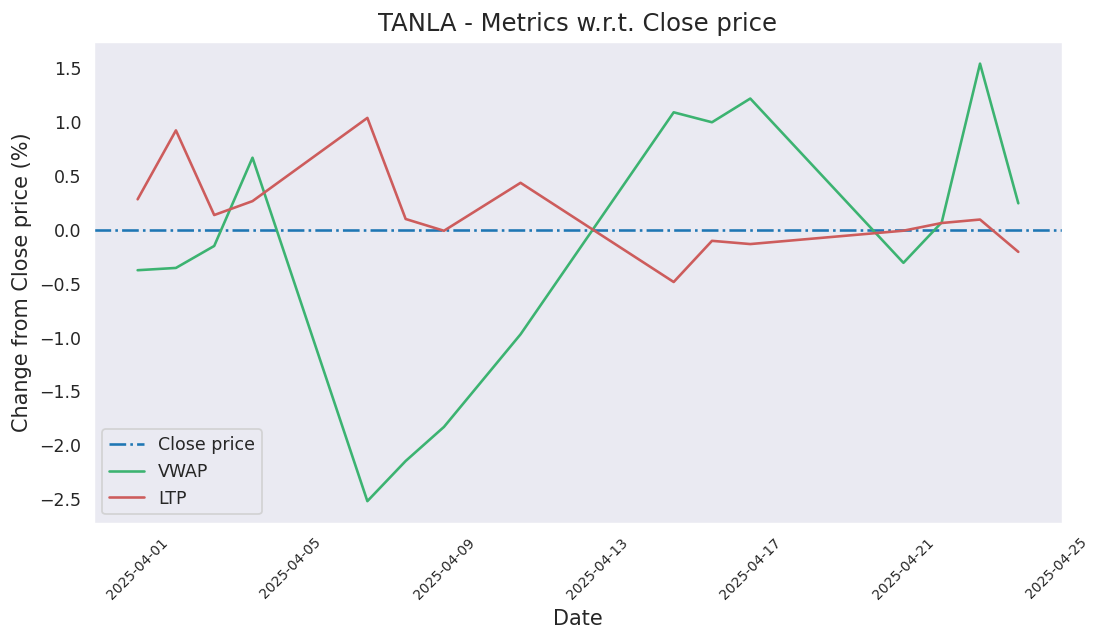 TANLA - Metrics w.r.t. Close price
Change from Close price (%)
1.5
1.0
0.5
0.0
−0.5
−1.0
−1.5
−2.0
−2.5
Close price
VWAP
LTP
2025-04-01
2025-04-05
2025-04-09
2025-04-13
2025-04-17
2025-04-21
2025-04-25
Date